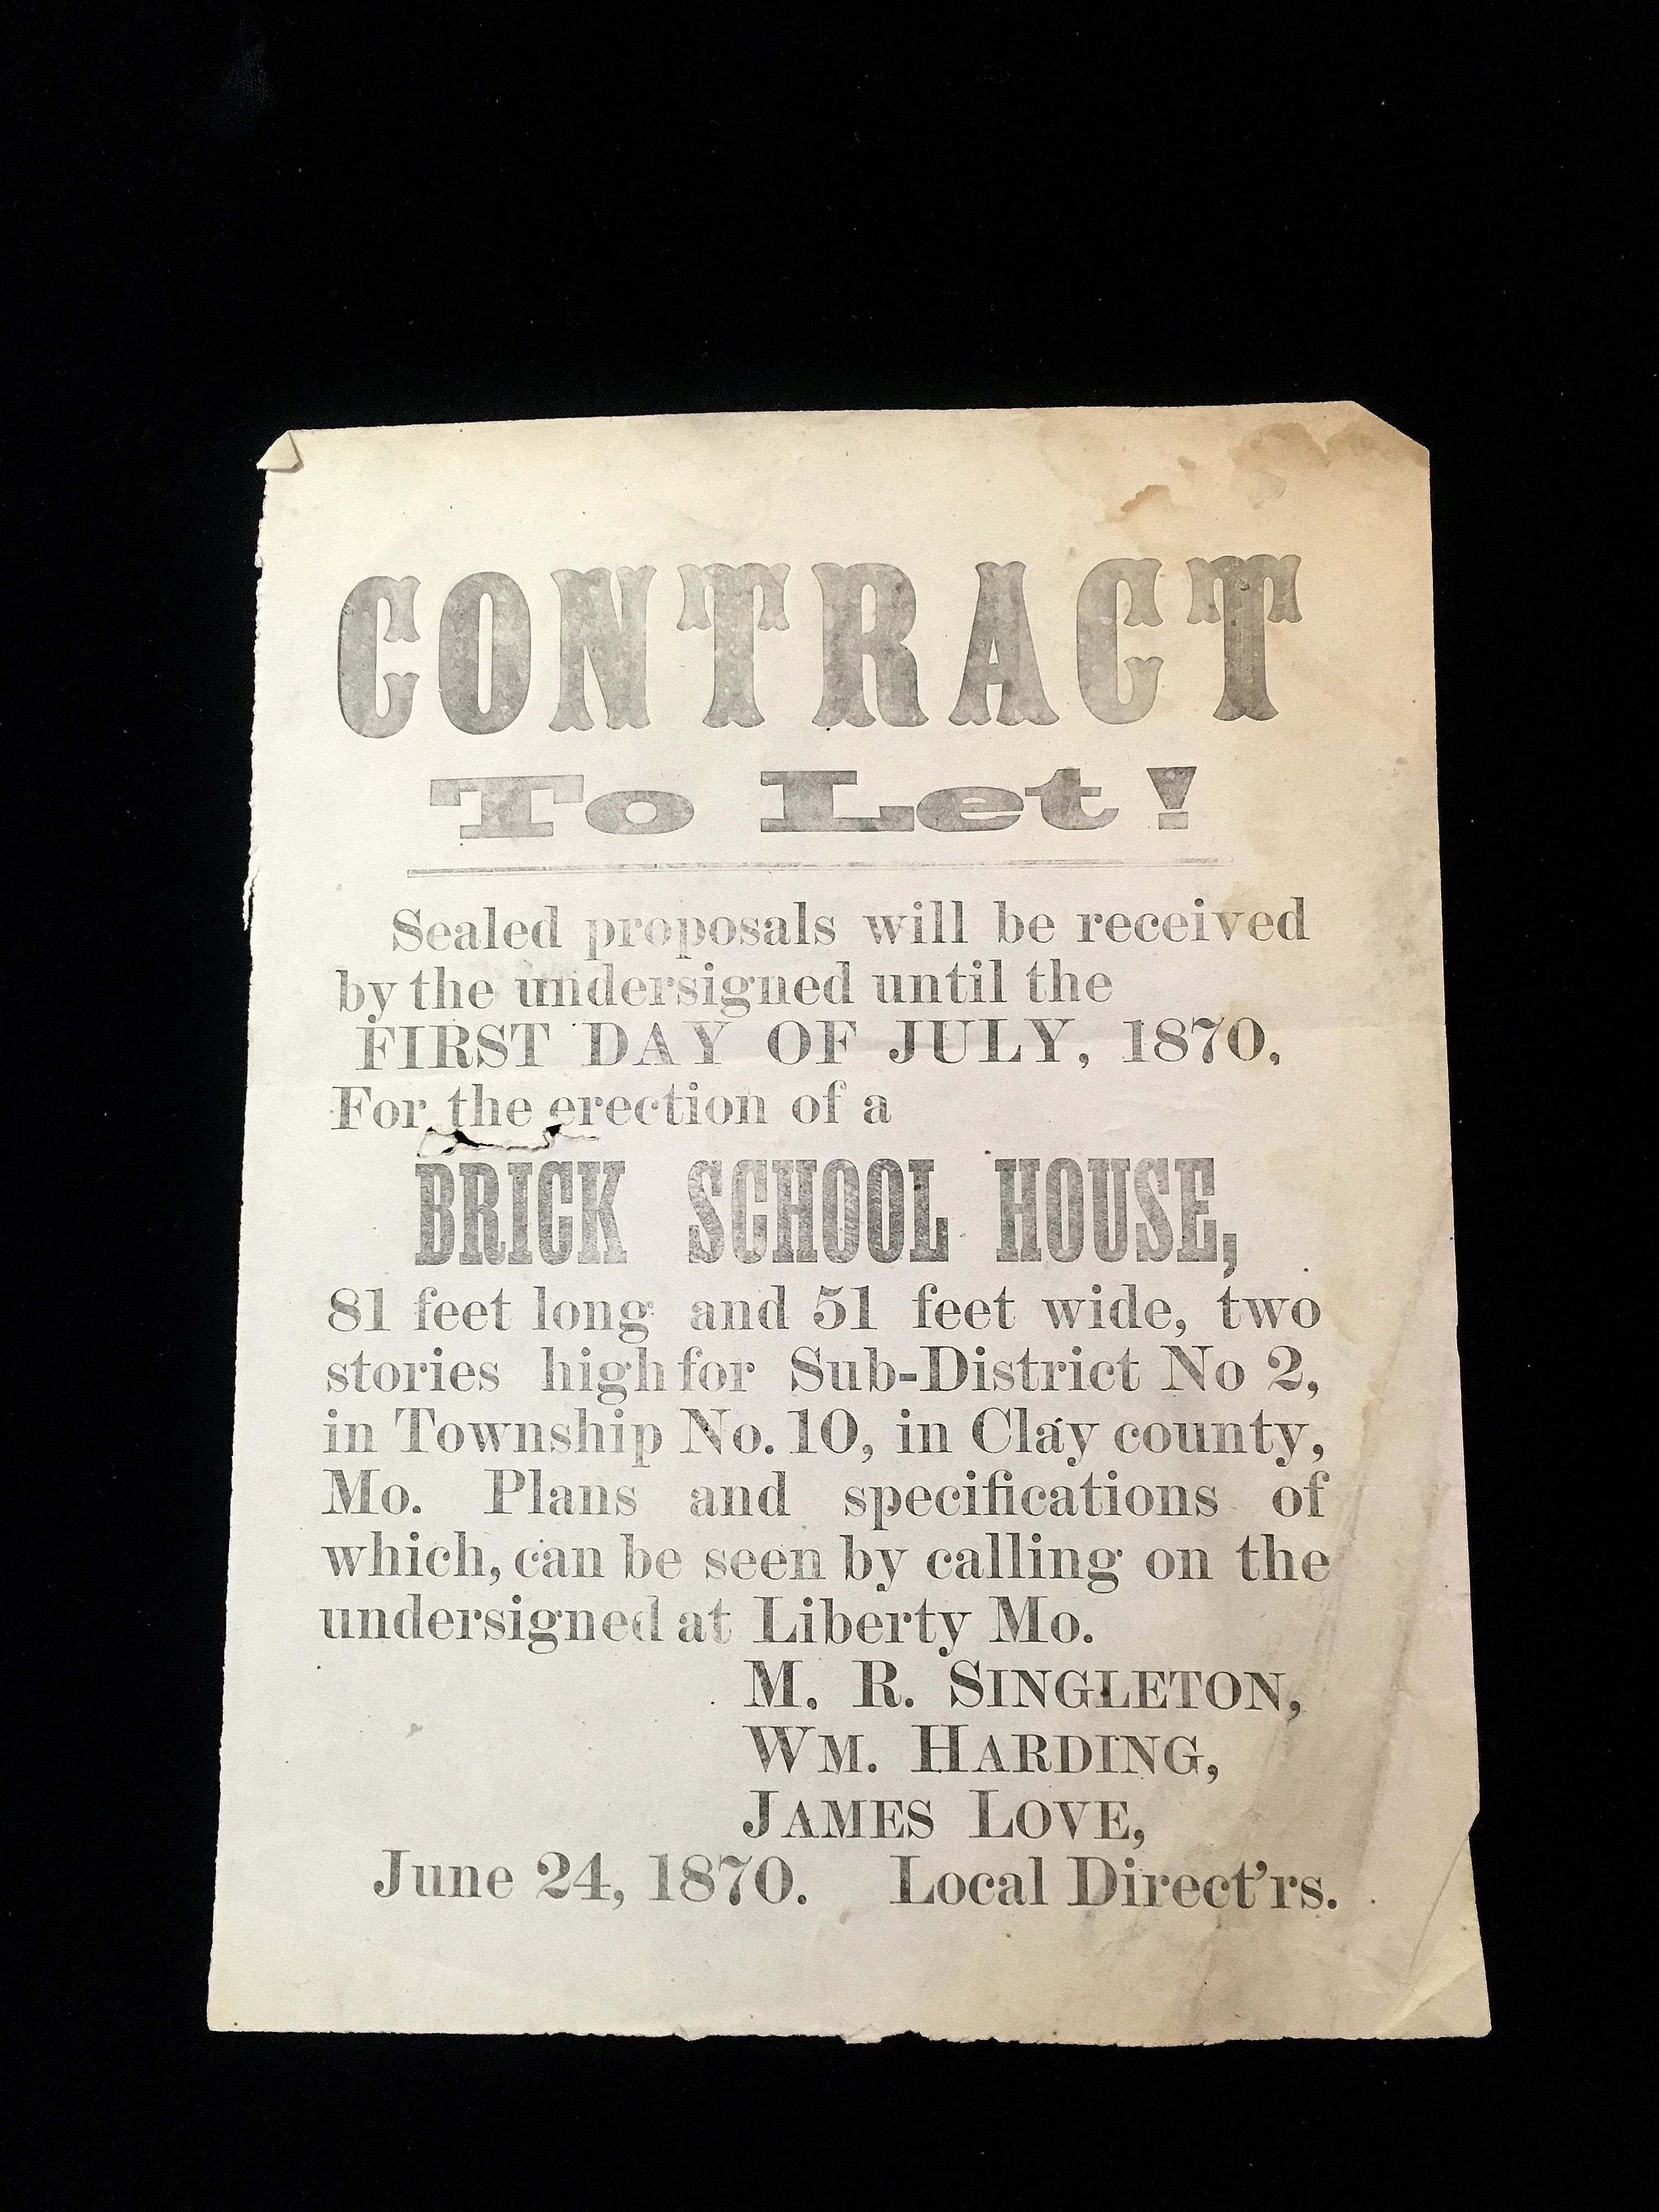 CONTRACT
To Let!
Sealed proposals will be received
by the undersigned until the
FIRST DAY OF JULY, 1870,
For the erection of a
BRICK SCHOOL HOUSE,
81 feet long and 51 feet wide, two
stories high for Sub-District No 2,
in Township No. 10, in Clay county,
Mo. Plans and specifications of
which, can be seen by calling on the
undersigned at Liberty Mo.
M. R. SINGLETON,
WM. HARDING,
JAMES LOVE,
June 24, 1870. Local Direct'rs.